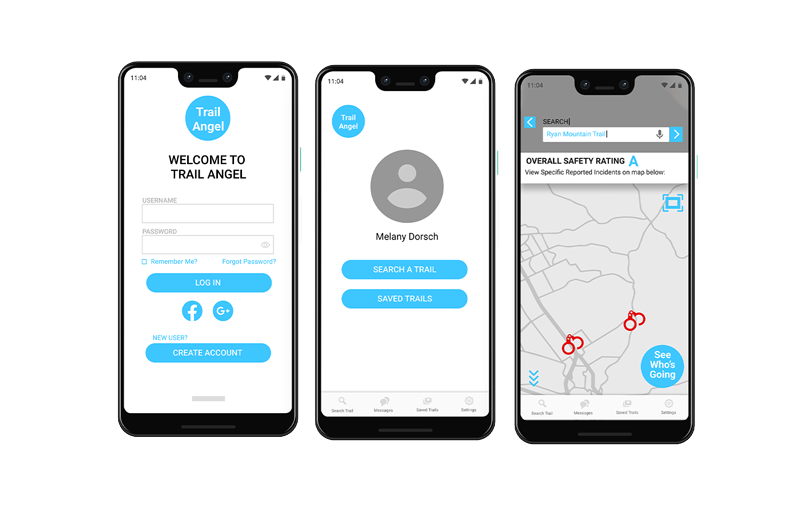 11:04
Trail
Angel
WELCOME TO
TRAIL ANGEL
USERNAME
PASSWORD
Remember Me?
Forgot Password?
LOG IN
G+
NEW USER?
CREATE ACCOUNT
11:04
Trail
Angel
Melany Dorsch
SEARCH A TRAIL
SAVED TRAILS
Search Trail
Messages
Saved Trails
Settings
11:04
SEARCH
Ryan Mountain Trail
OVERALL SAFETY RATING A
View Specific Reported Incidents on map below:
See
Who's
Going
Search Trail
Messages
Saved Trails
Settings